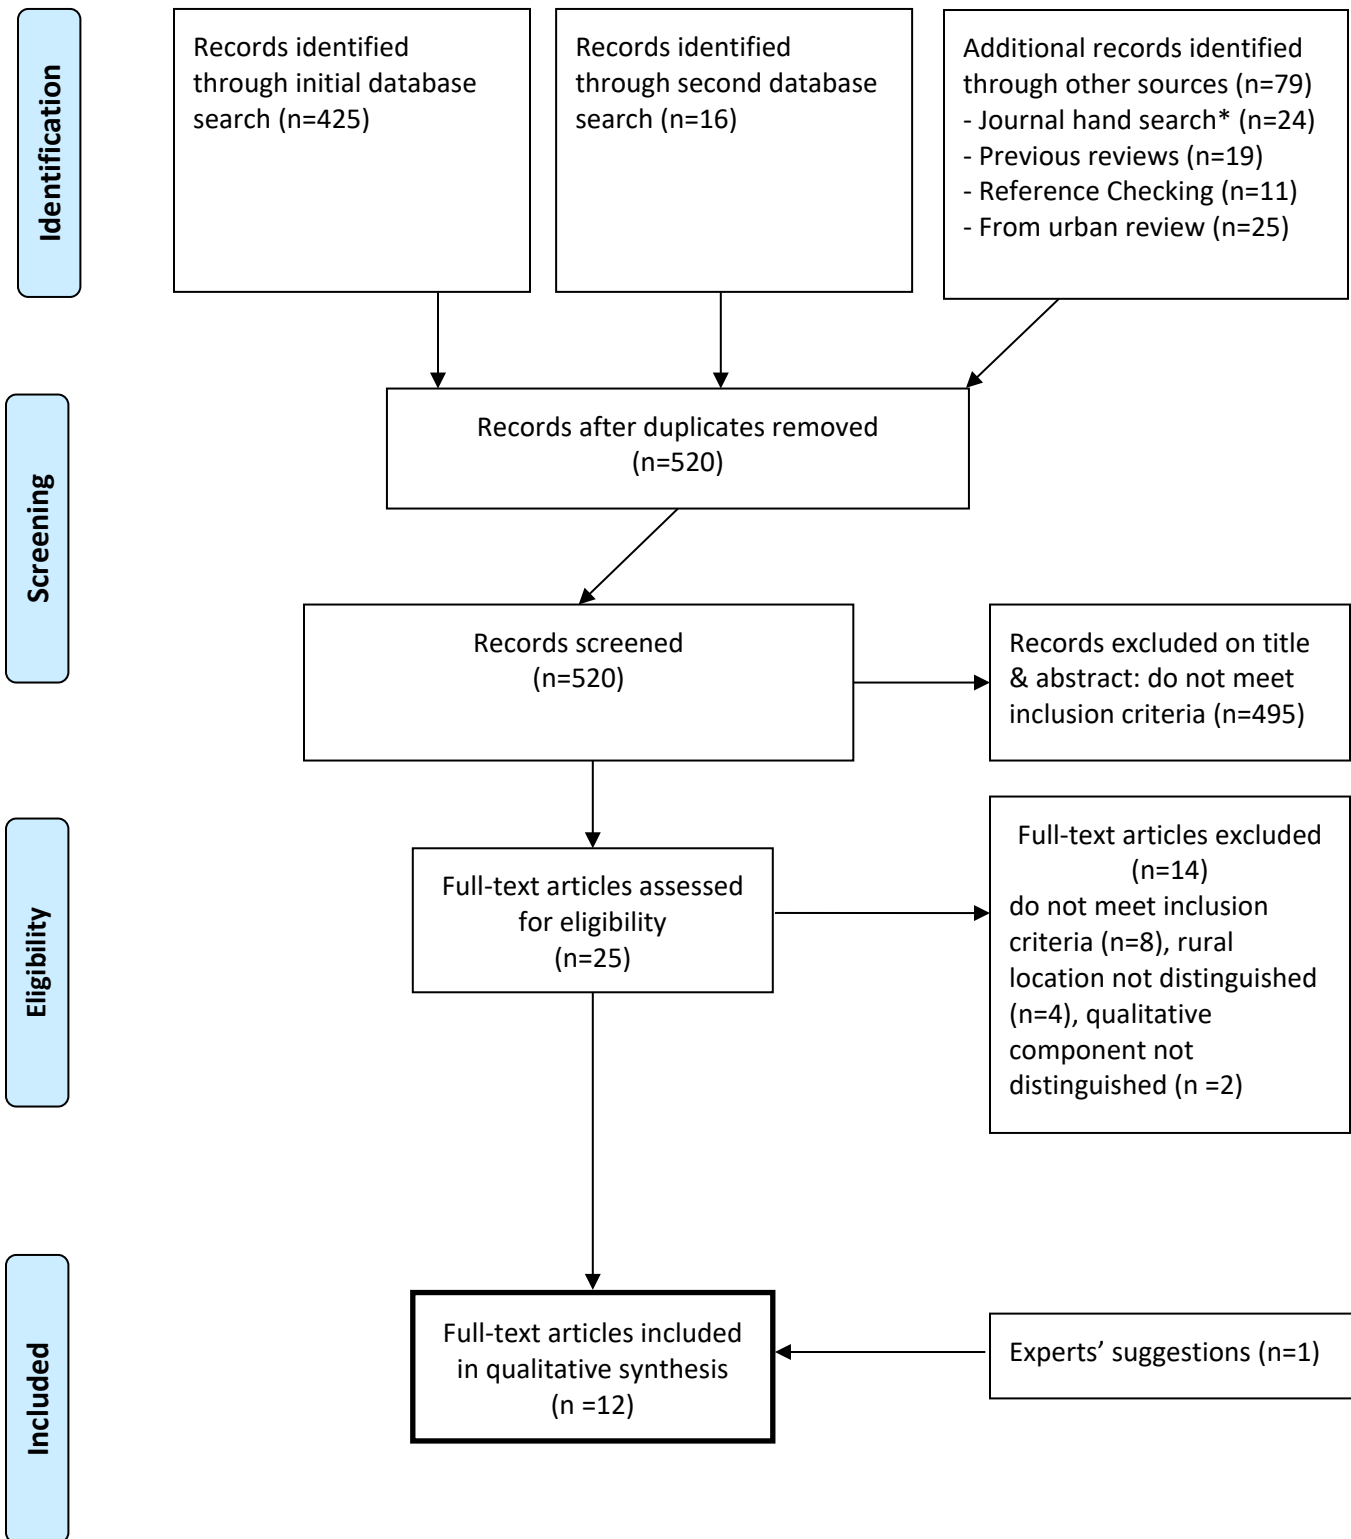 Identification
Records identified
through initial database
search (n=425)
Records identified
through second database
search (n=16)
Additional records identified
through other sources (n=79)
- Journal hand search* (n=24)
- Previous reviews (n=19)
- Reference Checking (n=11)
- From urban review (n=25)
Screening
Records after duplicates removed
(n=520)
Records screened
(n=520)
Records excluded on title
& abstract: do not meet
inclusion criteria (n=495)
Eligibility
Full-text articles assessed
for eligibility
(n=25)
Full-text articles excluded
(n=14)
do not meet inclusion
criteria (n=8), rural
location not distinguished
(n=4), qualitative
component not
distinguished (n =2)
Included
Full-text articles included
in qualitative synthesis
(n =12)
Experts’ suggestions (n=1)